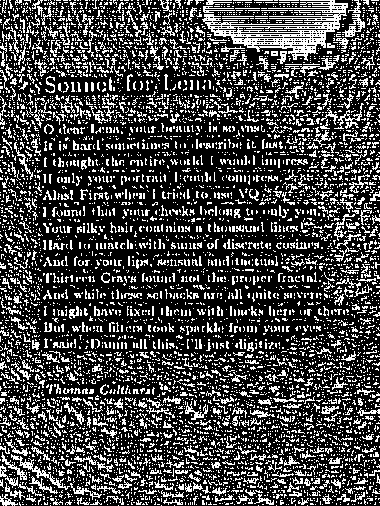 Sonnet for Lena
O dear Lena, your beauty is so vast
It is hard sometimes to describe it fast.
I thought the entire world I would impress
If only your portrait I could compress.
Alas! First when I tried to use VQ
I found that your cheeks belong to only you.
Your silky hair contains a thousand lines
Hard to match with sums of discrete cosines.
And for your lips, sensual and tactual
Thirteen Crays found not the proper fractal.
And while these setbacks are all quite severe
I might have fixed them with hacks here or there
But when filters took sparkle from your eyes
I said, "Damn all this. I'll just digitize."
Thomas Colthurst